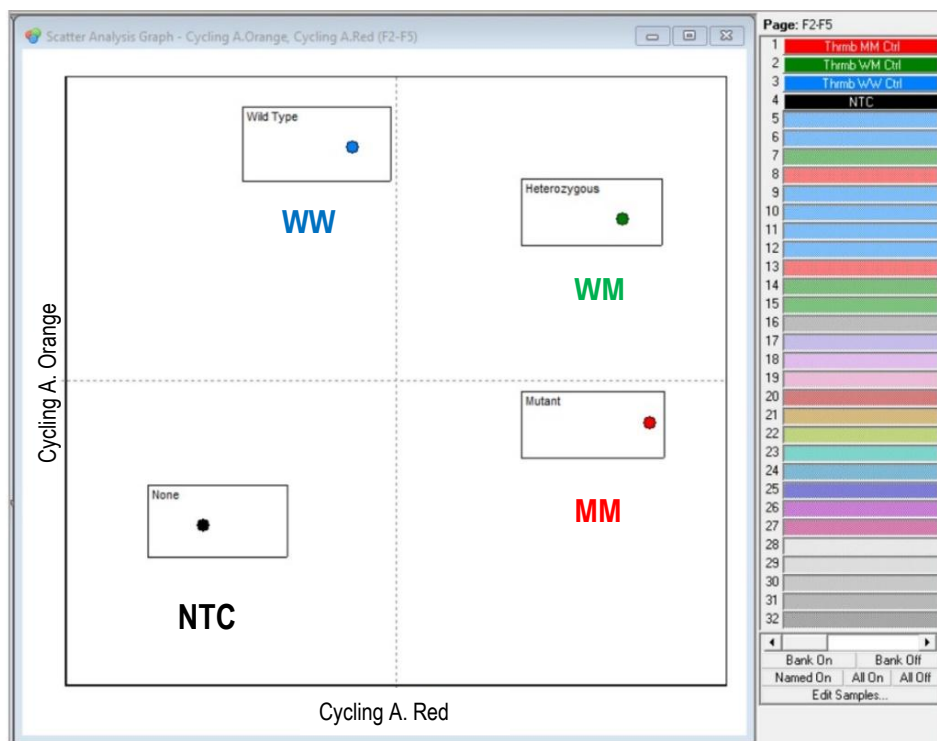 Scatter Analysis Graph - Cycling A.Orange, Cycling A.Red (F2-F5)
Wild Type
WW
Heterozygous
WM
Mutant
MM
None
NTC
Cycling A. Orange
Cycling A. Red
Page: F2-F5
1 Thrmb MM Ctrl
2 Thrmb WM Ctrl
3 Thrmb WW Ctrl
4 NTC
5
6
7
8
9
10
11
12
13
14
15
16
17
18
19
20
21
22
23
24
25
26
27
28
29
30
31
32
Bank On Bank Off
Named On All On All Off
Edit Samples...